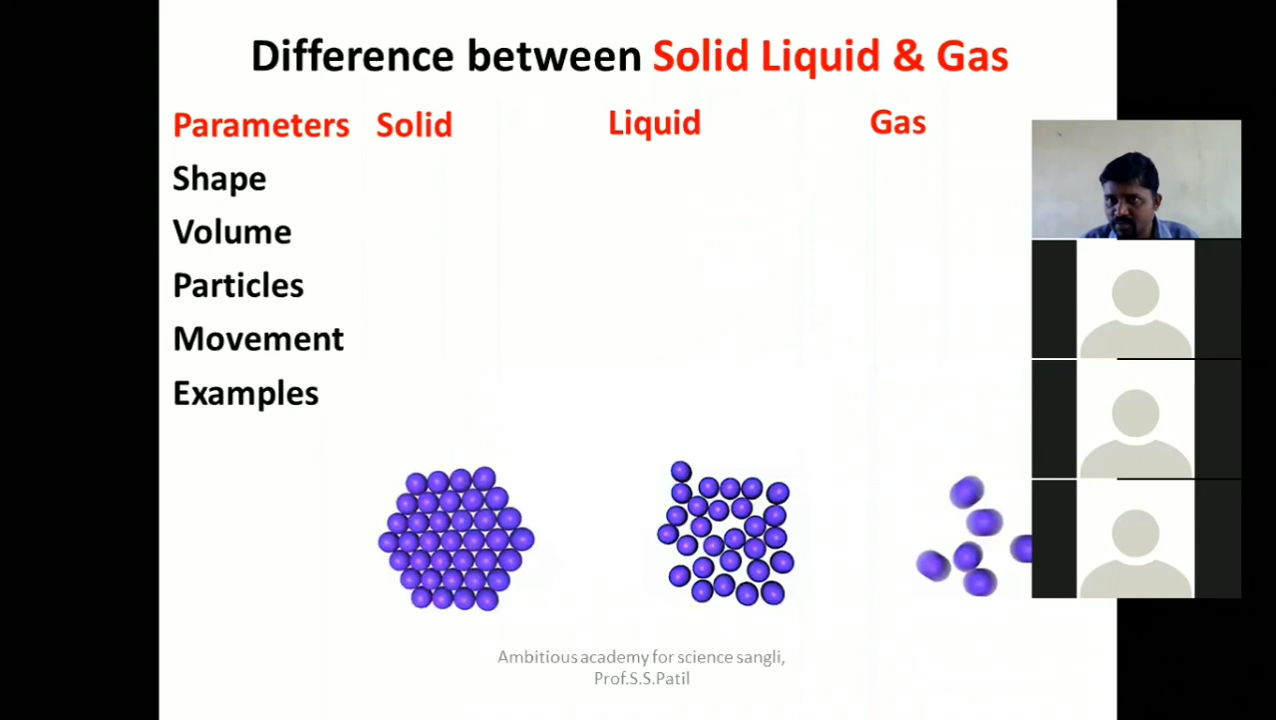 Difference between Solid Liquid & Gas
Parameters Solid Liquid Gas
Shape
Volume
Particles
Movement
Examples
Ambitious academy for science sangli,
Prof.S.S.Patil